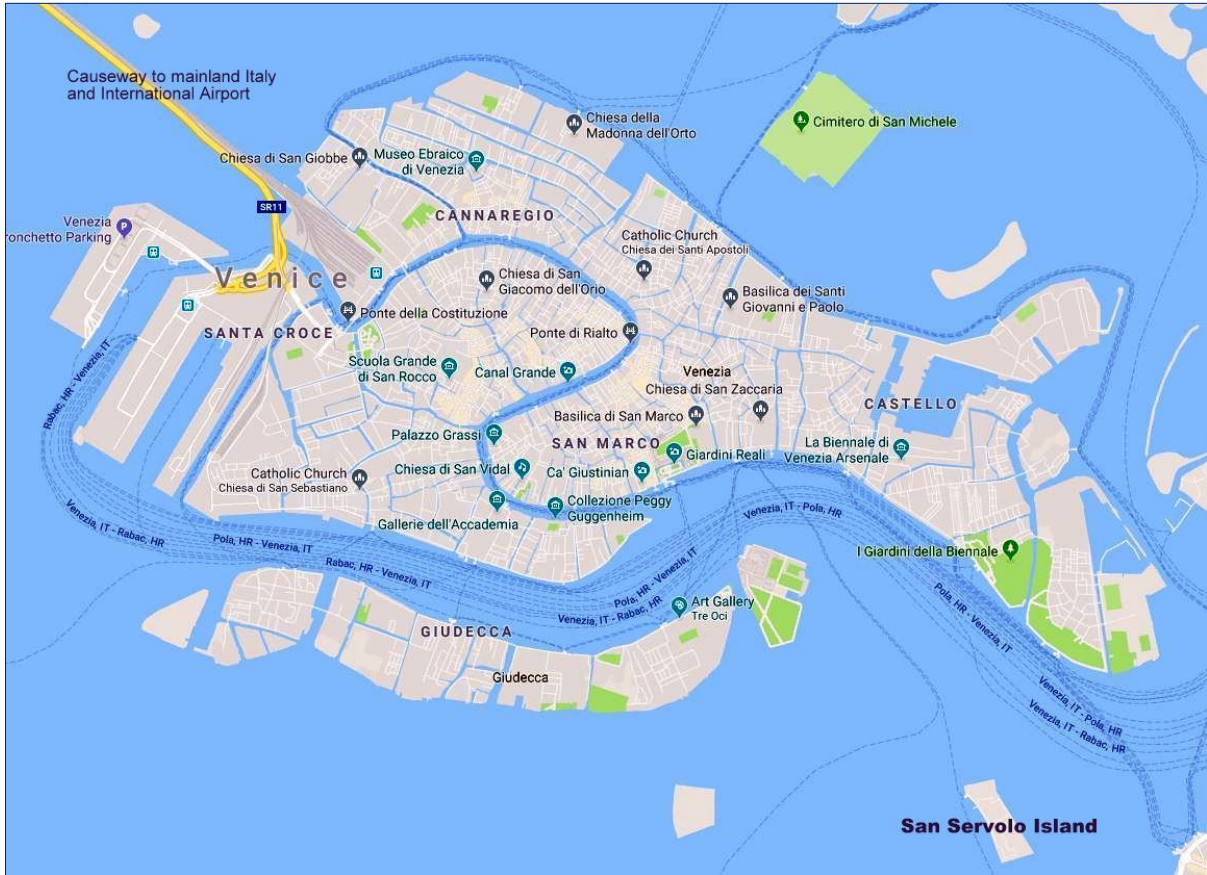 Causeway to mainland Italy
and International Airport
Cimitero di San Michele
Chiesa della
Madonna dell'Orto
Chiesa di San Giobbe
Museo Ebraico
di Venezia
SR11
CANNAREGIO
Venezia
ronchetto Parking
P
Catholic Church
Chiesa dei Santi Apostoli
Venice
Chiesa di San
Giacomo dell'Orio
Basilica dei Santi
Giovanni e Paolo
Ponte della Costituzione
SANTA CROCE
Ponte di Rialto
Scuola Grande
di San Rocco
Canal Grande
Venezia
Chiesa di San Zaccaria
Rabac, HR - Venezia, IT
CASTELLO
Basilica di San Marco
Palazzo Grassi
SAN MARCO
La Biennale di
Venezia Arsenale
Giardini Reali
Chiesa di San Vidal
Ca' Giustinian
Catholic Church
Chiesa di San Sebastiano
Collezione Peggy
Guggenheim
Gallerie dell'Accademia
Venezia, IT - Pola, HR
Venezia, IT - Rabac, HR
Pola, HR - Venezia, IT
I Giardini della Biennale
Rabac, HR - Venezia, IT
Pola, HR - Venezia, IT
Venezia, IT - Rabac, HR
Pola, HR - Venezia, IT
Art Gallery
Tre Oci
GIUDECCA
Giudecca
Venezia, IT - Pola, HR
Venezia, IT - Rabac, HR
San Servolo Island